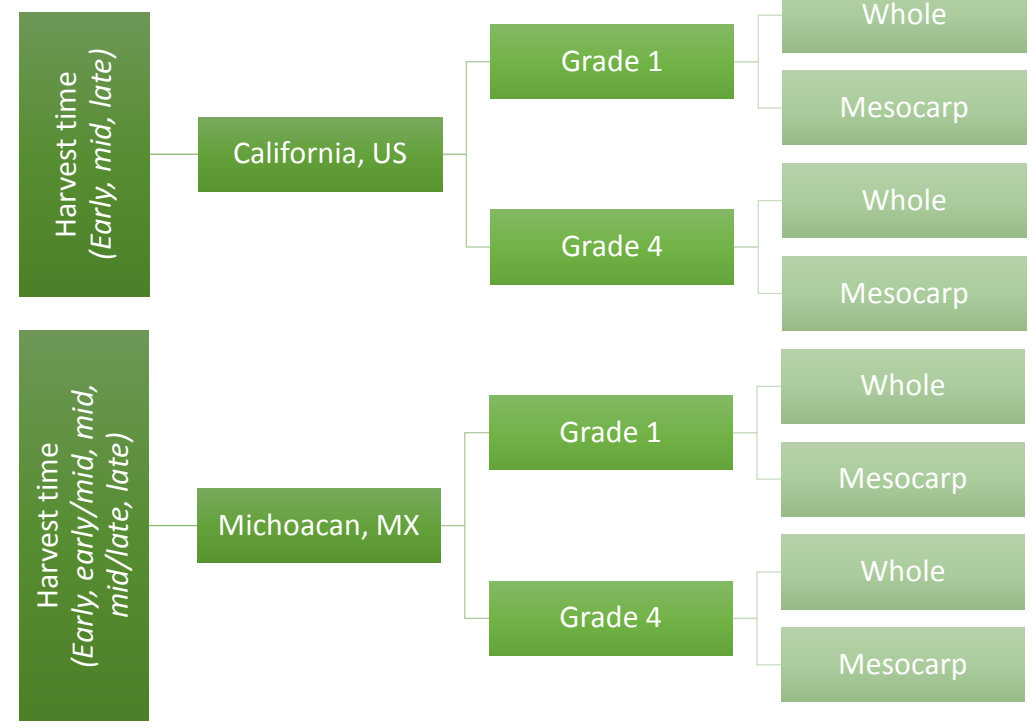 Harvest time
(Early, mid, late)
California, US
Grade 1
Whole
Mesocarp
Grade 4
Whole
Mesocarp
Harvest time
(Early, early/mid, mid,
mid/late, late)
Michoacan, MX
Grade 1
Whole
Mesocarp
Grade 4
Whole
Mesocarp